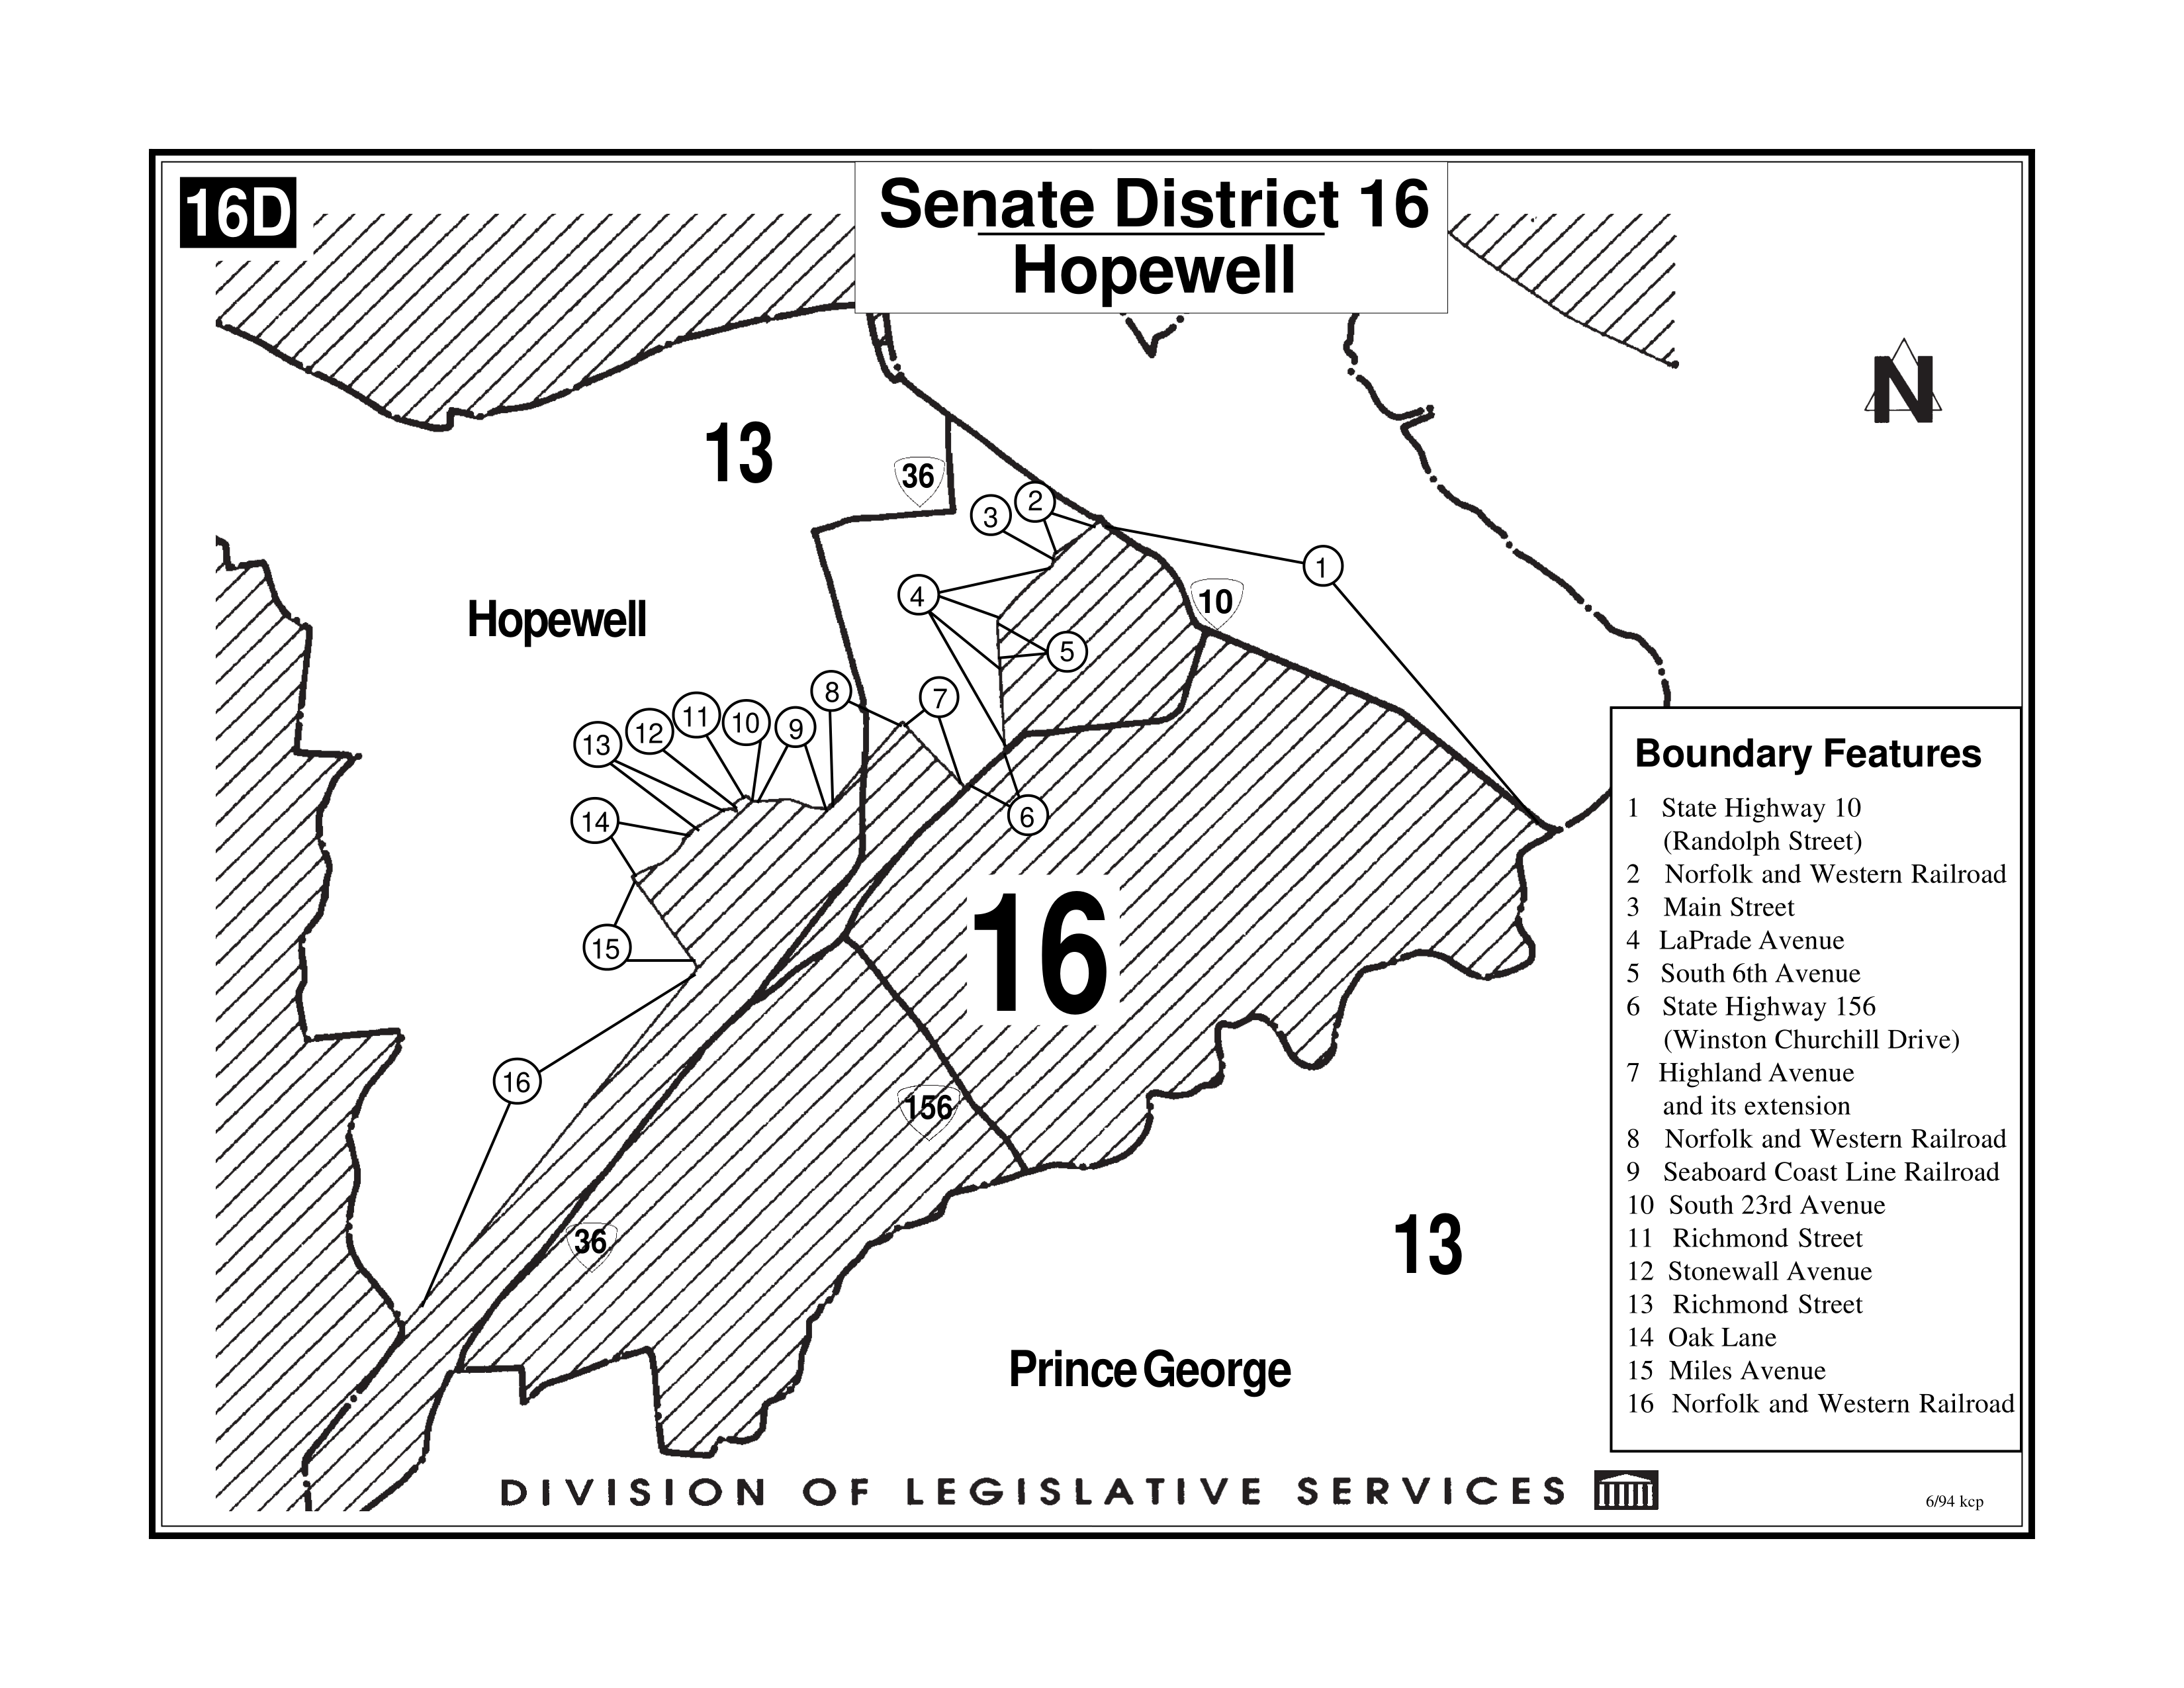 16D
Senate District 16
Hopewell
N
13
36
2
3
1
4
10
Hopewell
5
8
7
11
10
9
12
13
14
6
15
16
16
156
36
13
Prince George
Boundary Features
1 State Highway 10
(Randolph Street)
2 Norfolk and Western Railroad
3 Main Street
4 LaPrade Avenue
5 South 6th Avenue
6 State Highway 156
(Winston Churchill Drive)
7 Highland Avenue
and its extension
8 Norfolk and Western Railroad
9 Seaboard Coast Line Railroad
10 South 23rd Avenue
11 Richmond Street
12 Stonewall Avenue
13 Richmond Street
14 Oak Lane
15 Miles Avenue
16 Norfolk and Western Railroad
DIVISION OF LEGISLATIVE SERVICES
6/94 kcp